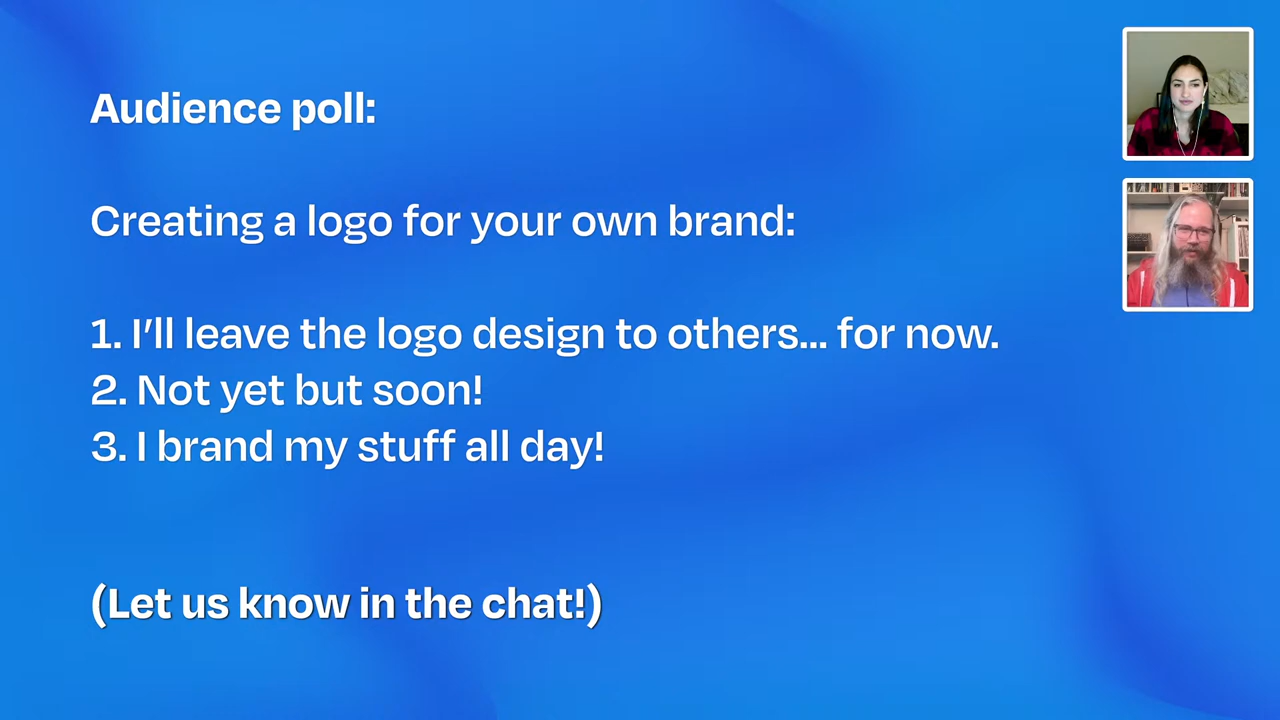 Audience poll:
Creating a logo for your own brand:
1. I’ll leave the logo design to others... for now.
2. Not yet but soon!
3. I brand my stuff all day!
(Let us know in the chat!)